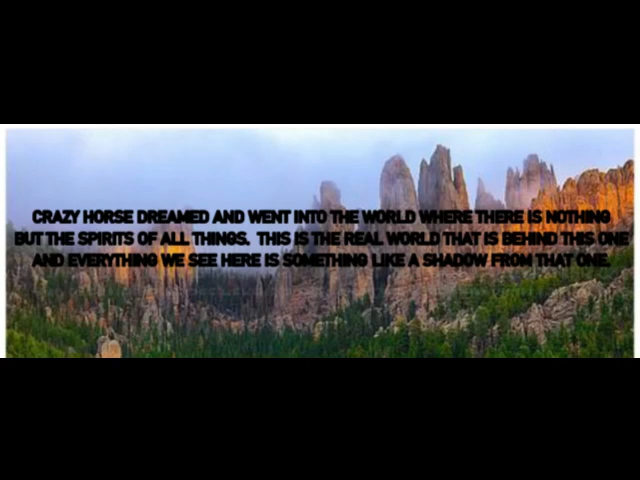 CRAZY HORSE DREAMED AND WENT INTO THE WORLD WHERE THERE IS NOTHING
BUT THE SPIRITS OF ALL THINGS. THIS IS THE REAL WORLD THAT IS BEHIND THIS ONE
AND EVERYTHING WE SEE HERE IS SOMETHING LIKE A SHADOW FROM THAT ONE.